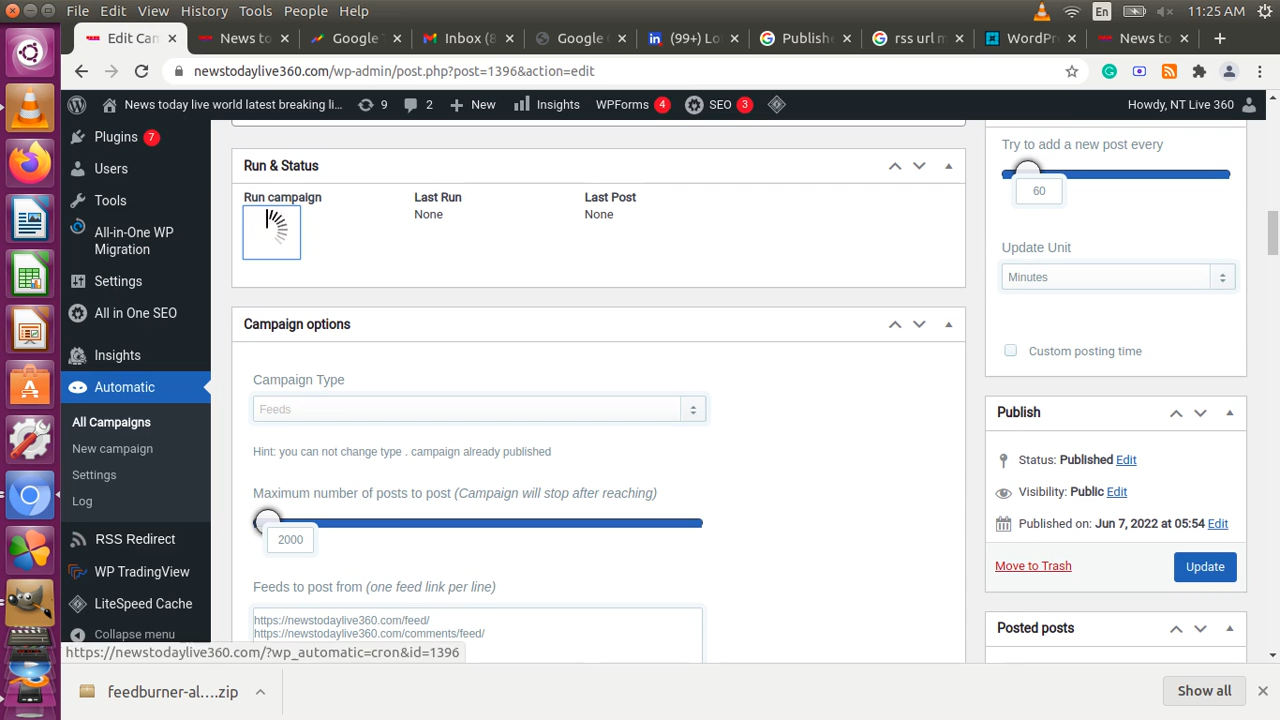 File Edit View History Tools People Help
En
11:25 AM
Edit Can
News to
Google
Inbox (8
Google
(99+) Lo
Publishe
rss url m
WordPr
News to
newstodaylive360.com/wp-admin/post.php?post=1396&action=edit
News today live world latest breaking li...
9
2
New
Insights
WPForms 4
SEO 3
Howdy, NT Live 360
Plugins 7
Users
Tools
All-in-One WP
Migration
Settings
All in One SEO
Insights
Automatic
All Campaigns
New campaign
Settings
Log
RSS Redirect
WP TradingView
LiteSpeed Cache
Collapse menu
Run & Status
Run campaign
Last Run
None
Last Post
None
Campaign options
Campaign Type
Feeds
Hint: you can not change type . campaign already published
Maximum number of posts to post (Campaign will stop after reaching)
2000
Feeds to post from (one feed link per line)
https://newstodaylive360.com/feed/
https://newstodaylive360.com/comments/feed/
Try to add a new post every
60
Update Unit
Minutes
Custom posting time
Publish
Status: Published Edit
Visibility: Public Edit
Published on: Jun 7, 2022 at 05:54 Edit
Move to Trash
Update
Posted posts
https://newstodaylive360.com/?wp_automatic=cron&id=1396
feedburner-al....zip
Show all